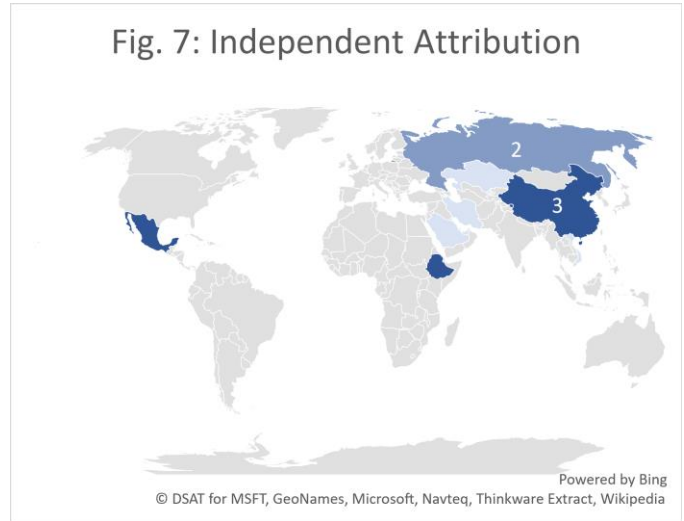 Fig. 7: Independent Attribution
2
3
Powered by Bing
© DSAT for MSFT, GeoNames, Microsoft, Navteq, Thinkware Extract, Wikipedia